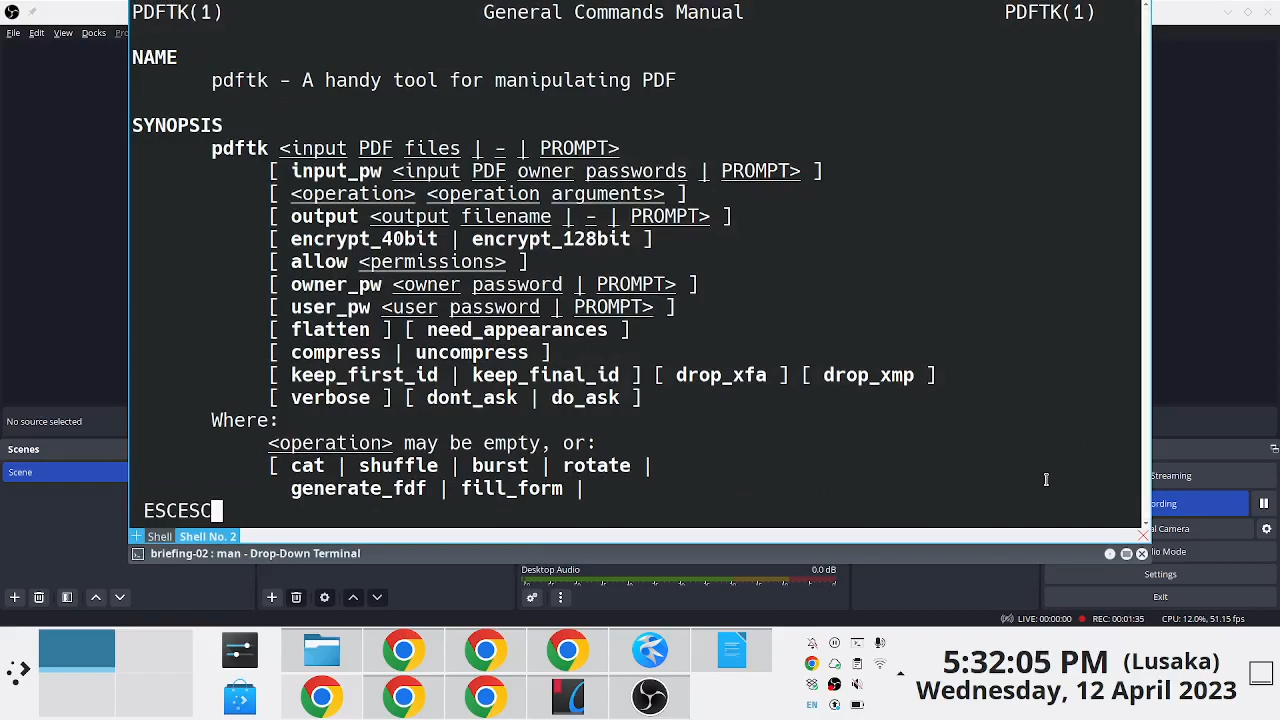 File Edit View Docks
PDFTK(1) General Commands Manual PDFTK(1)
NAME
pdftk - A handy tool for manipulating PDF
SYNOPSIS
pdftk <input PDF files | - | PROMPT>
[ input_pw <input PDF owner passwords | PROMPT> ]
[ <operation> <operation arguments> ]
[ output <output filename | - | PROMPT> ]
[ encrypt_40bit | encrypt_128bit ]
[ allow <permissions> ]
[ owner_pw <owner password | PROMPT> ]
[ user_pw <user password | PROMPT> ]
[ flatten ] [ need_appearances ]
[ compress | uncompress ]
[ keep_first_id | keep_final_id ] [ drop_xfa ] [ drop_xmp ]
[ verbose ] [ dont_ask | do_ask ]
Where:
<operation> may be empty, or:
[ cat | shuffle | burst | rotate |
generate_fdf | fill_form |
ESCESC
Shell Shell No. 2
briefing-02 : man - Drop-Down Terminal
No source selected
Scenes
Scene
Desktop Audio 0.0 dB
Streaming
ording
al Camera
io Mode
Settings
Exit
LIVE: 00:00:00 REC: 00:01:35 CPU: 12.0%, 51.15 fps
EN
5:32:05 PM (Lusaka)
Wednesday, 12 April 2023